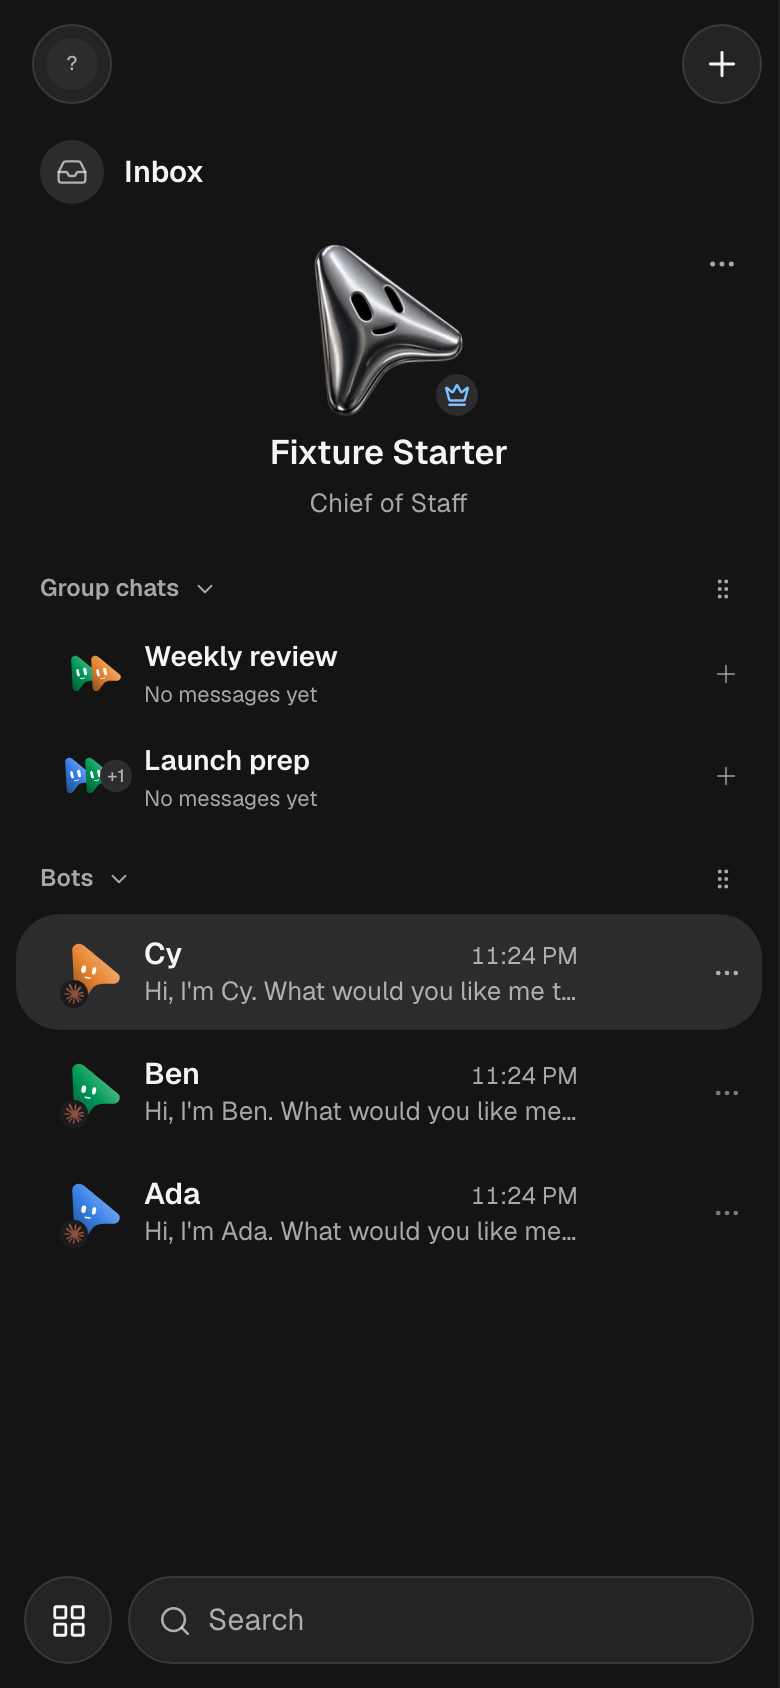 ?
Inbox
Fixture Starter
Chief of Staff
Group chats
Weekly review
No messages yet
+1
Launch prep
No messages yet
Bots
Cy 11:24 PM
Hi, I'm Cy. What would you like me t...
Ben 11:24 PM
Hi, I'm Ben. What would you like me...
Ada 11:24 PM
Hi, I'm Ada. What would you like me...
Search